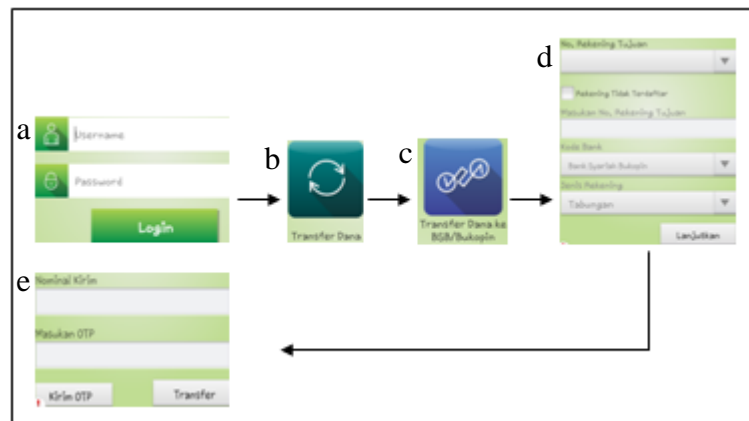 a
Username
Password
Login
b
Transfer Dana
c
Transfer Dana ke
BSB/Bukopin
d
No. Rekening Tujuan
Rekening Tidak Terdaftar
Masukan No. Rekening Tujuan
Kode Bank
Bank Syariah Bukopin
Jenis Rekening
Tabungan
Lanjutkan
e
Nominal Kirim
Masukan OTP
Kirim OTP
Transfer